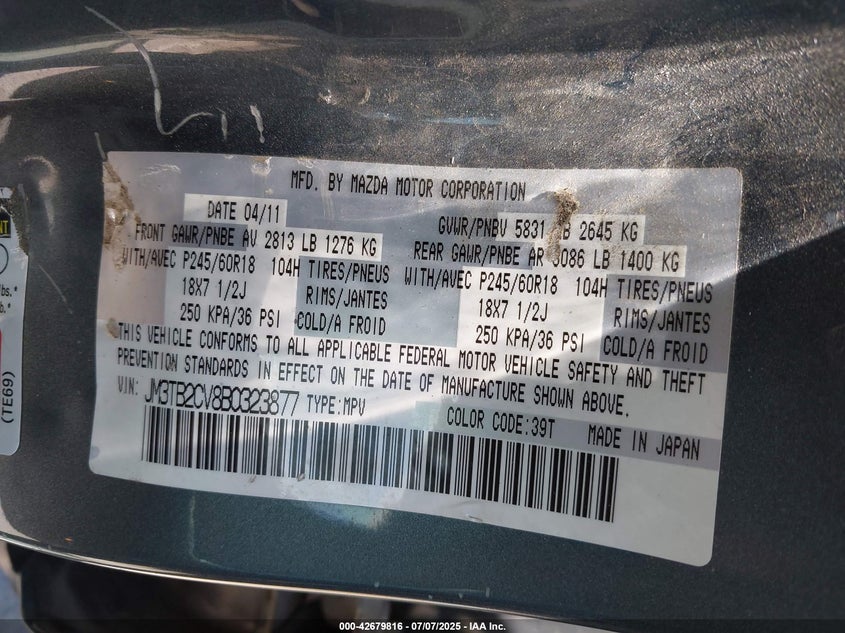 MFD. BY MAZDA MOTOR CORPORATION
DATE 04/11 GVWR/PNBV 5831 LB 2645 KG
FRONT GAWR/PNBE AV 2813 LB 1276 KG REAR GAWR/PNBE AR 3086 LB 1400 KG
WITH/AVEC P245/60R18 104H TIRES/PNEUS WITH/AVEC P245/60R18 104H TIRES/PNEUS
18X7 1/2J RIMS/JANTES 18X7 1/2J RIMS/JANTES
250 KPA/36 PSI COLD/A FROID 250 KPA/36 PSI COLD/A FROID
THIS VEHICLE CONFORMS TO ALL APPLICABLE FEDERAL MOTOR VEHICLE SAFETY AND THEFT
PREVENTION STANDARDS IN EFFECT ON THE DATE OF MANUFACTURE SHOWN ABOVE.
VIN: JM3TB2CV8B0323877 TYPE:MPV COLOR CODE:39T MADE IN JAPAN
(TE69)
000-42679816 - 07/07/2025 - IAA Inc.